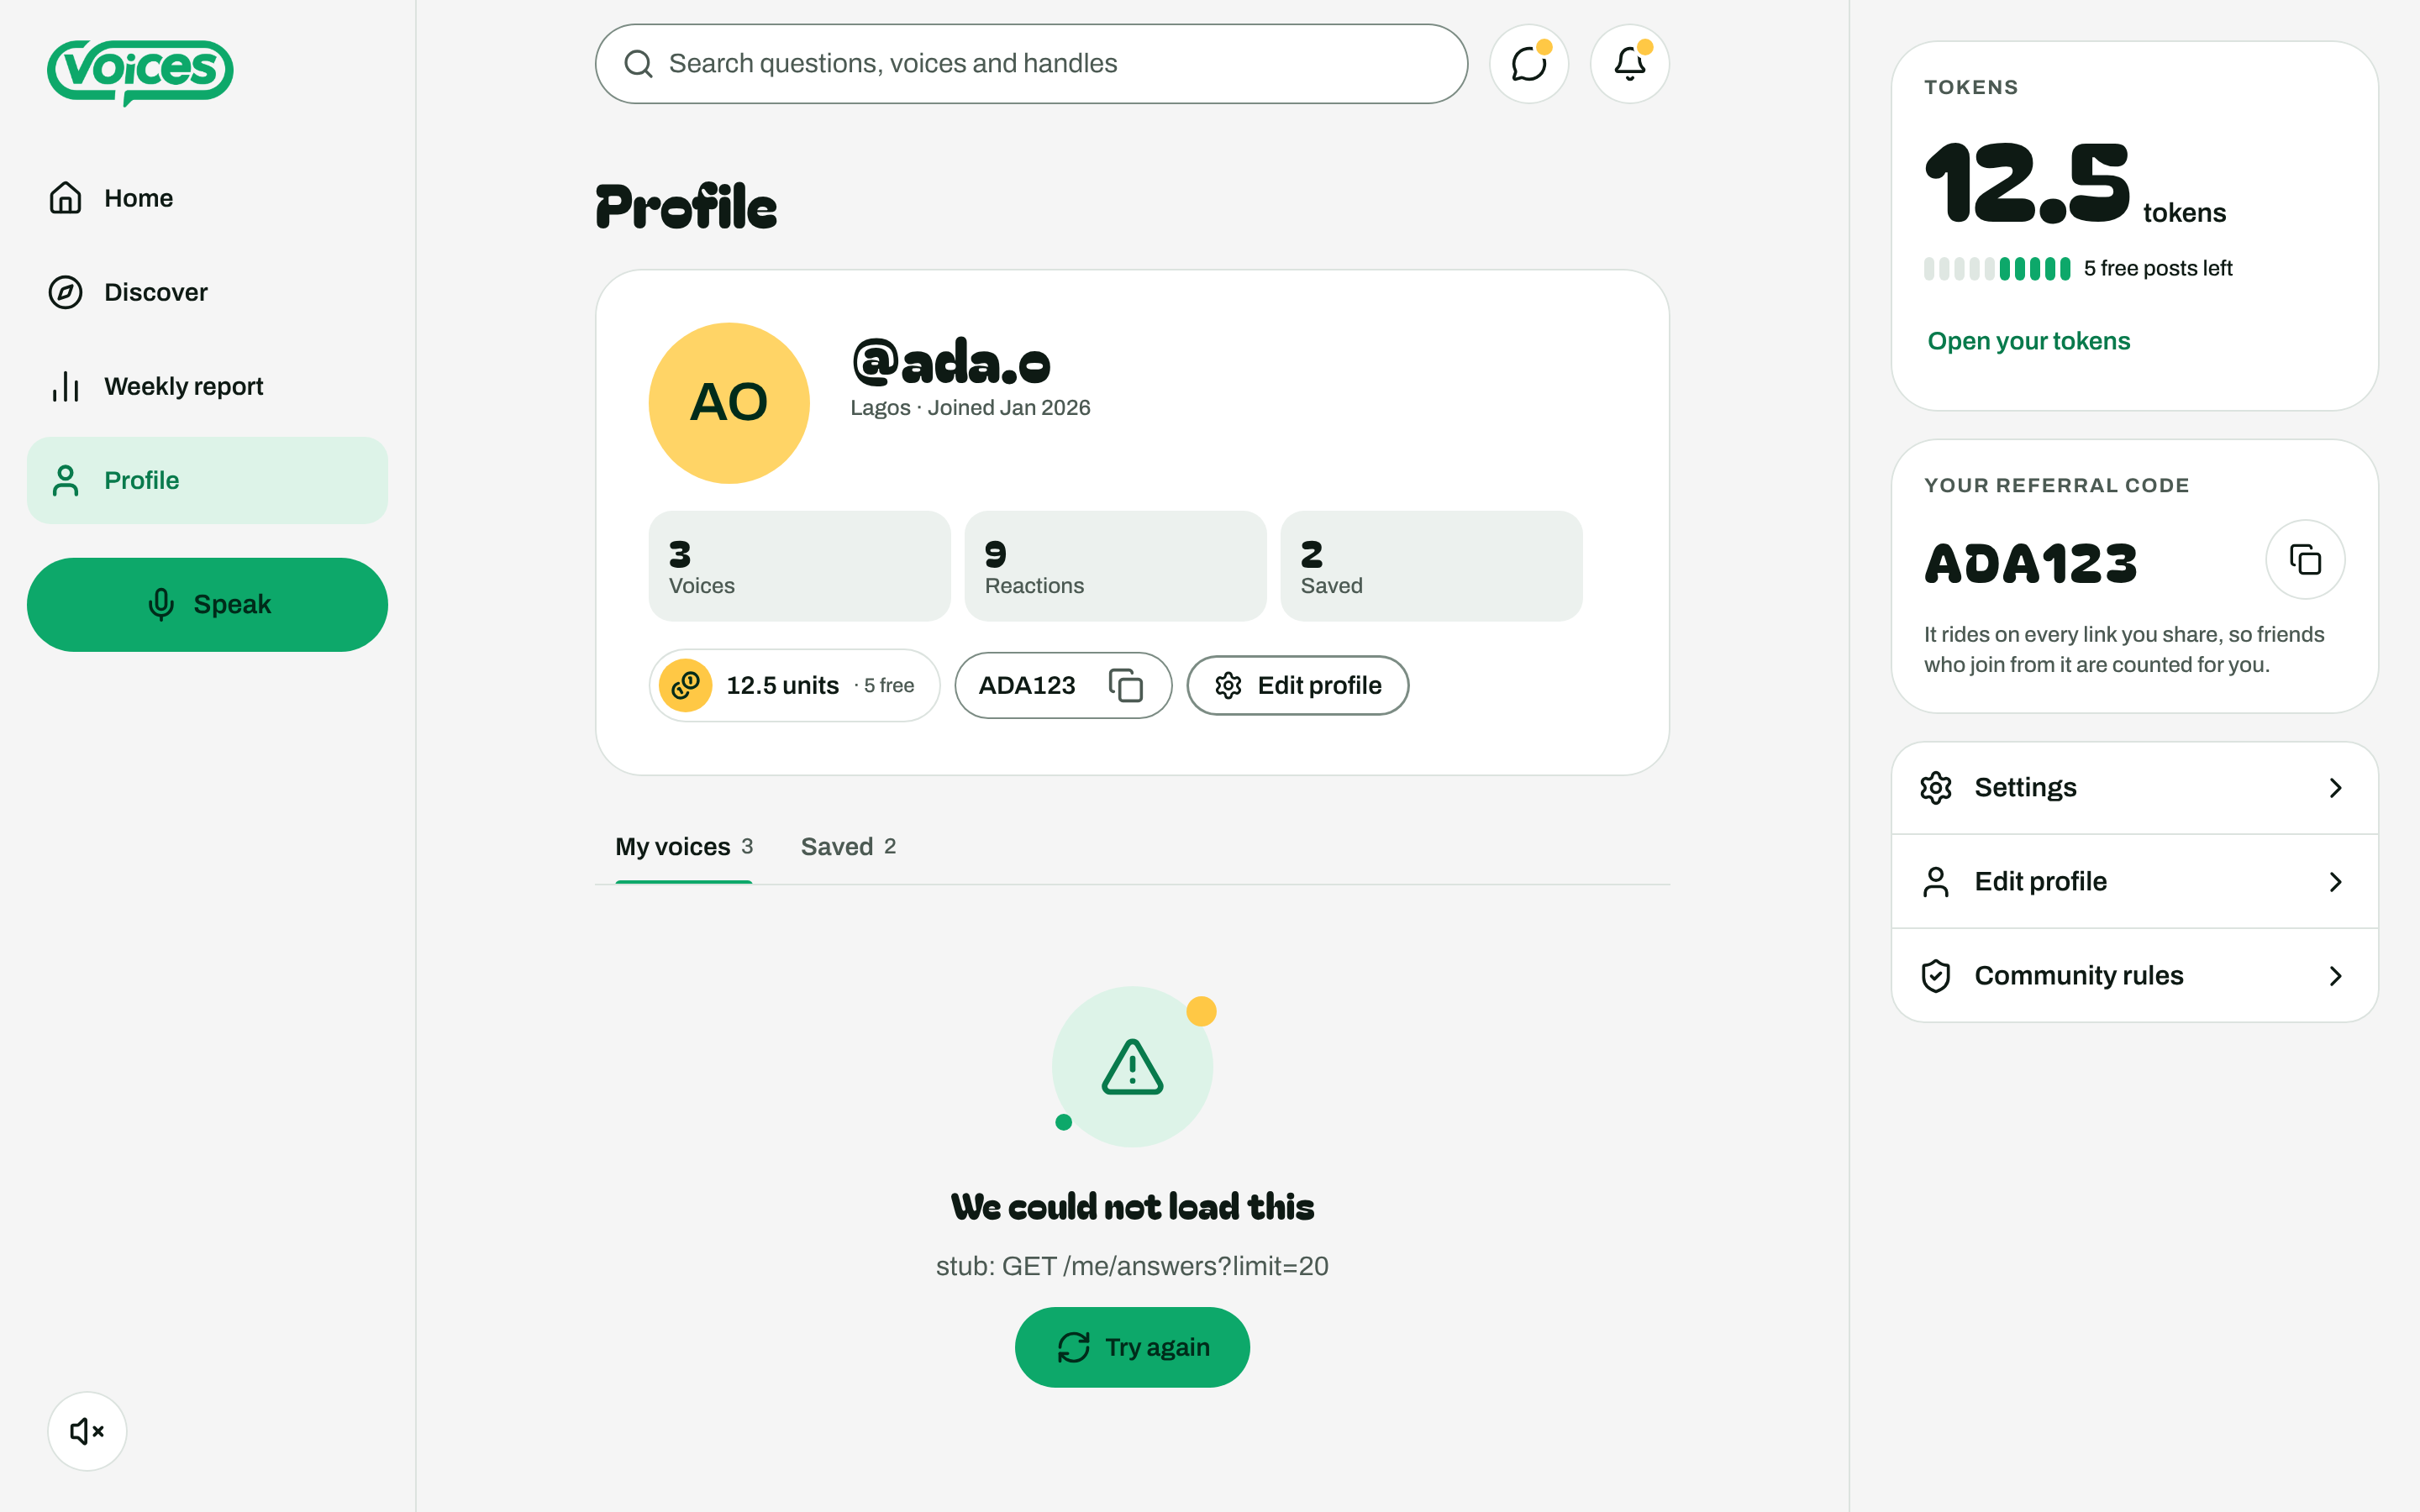 voices
Home
Discover
Weekly report
Profile
Speak
Search questions, voices and handles
Profile
AO
@ada.o
Lagos · Joined Jan 2026
3
Voices
9
Reactions
2
Saved
12.5 units · 5 free
ADA123
Edit profile
My voices 3
Saved 2
We could not load this
stub: GET /me/answers?limit=20
Try again
TOKENS
12.5 tokens
5 free posts left
Open your tokens
YOUR REFERRAL CODE
ADA123
It rides on every link you share, so friends
who join from it are counted for you.
Settings
Edit profile
Community rules